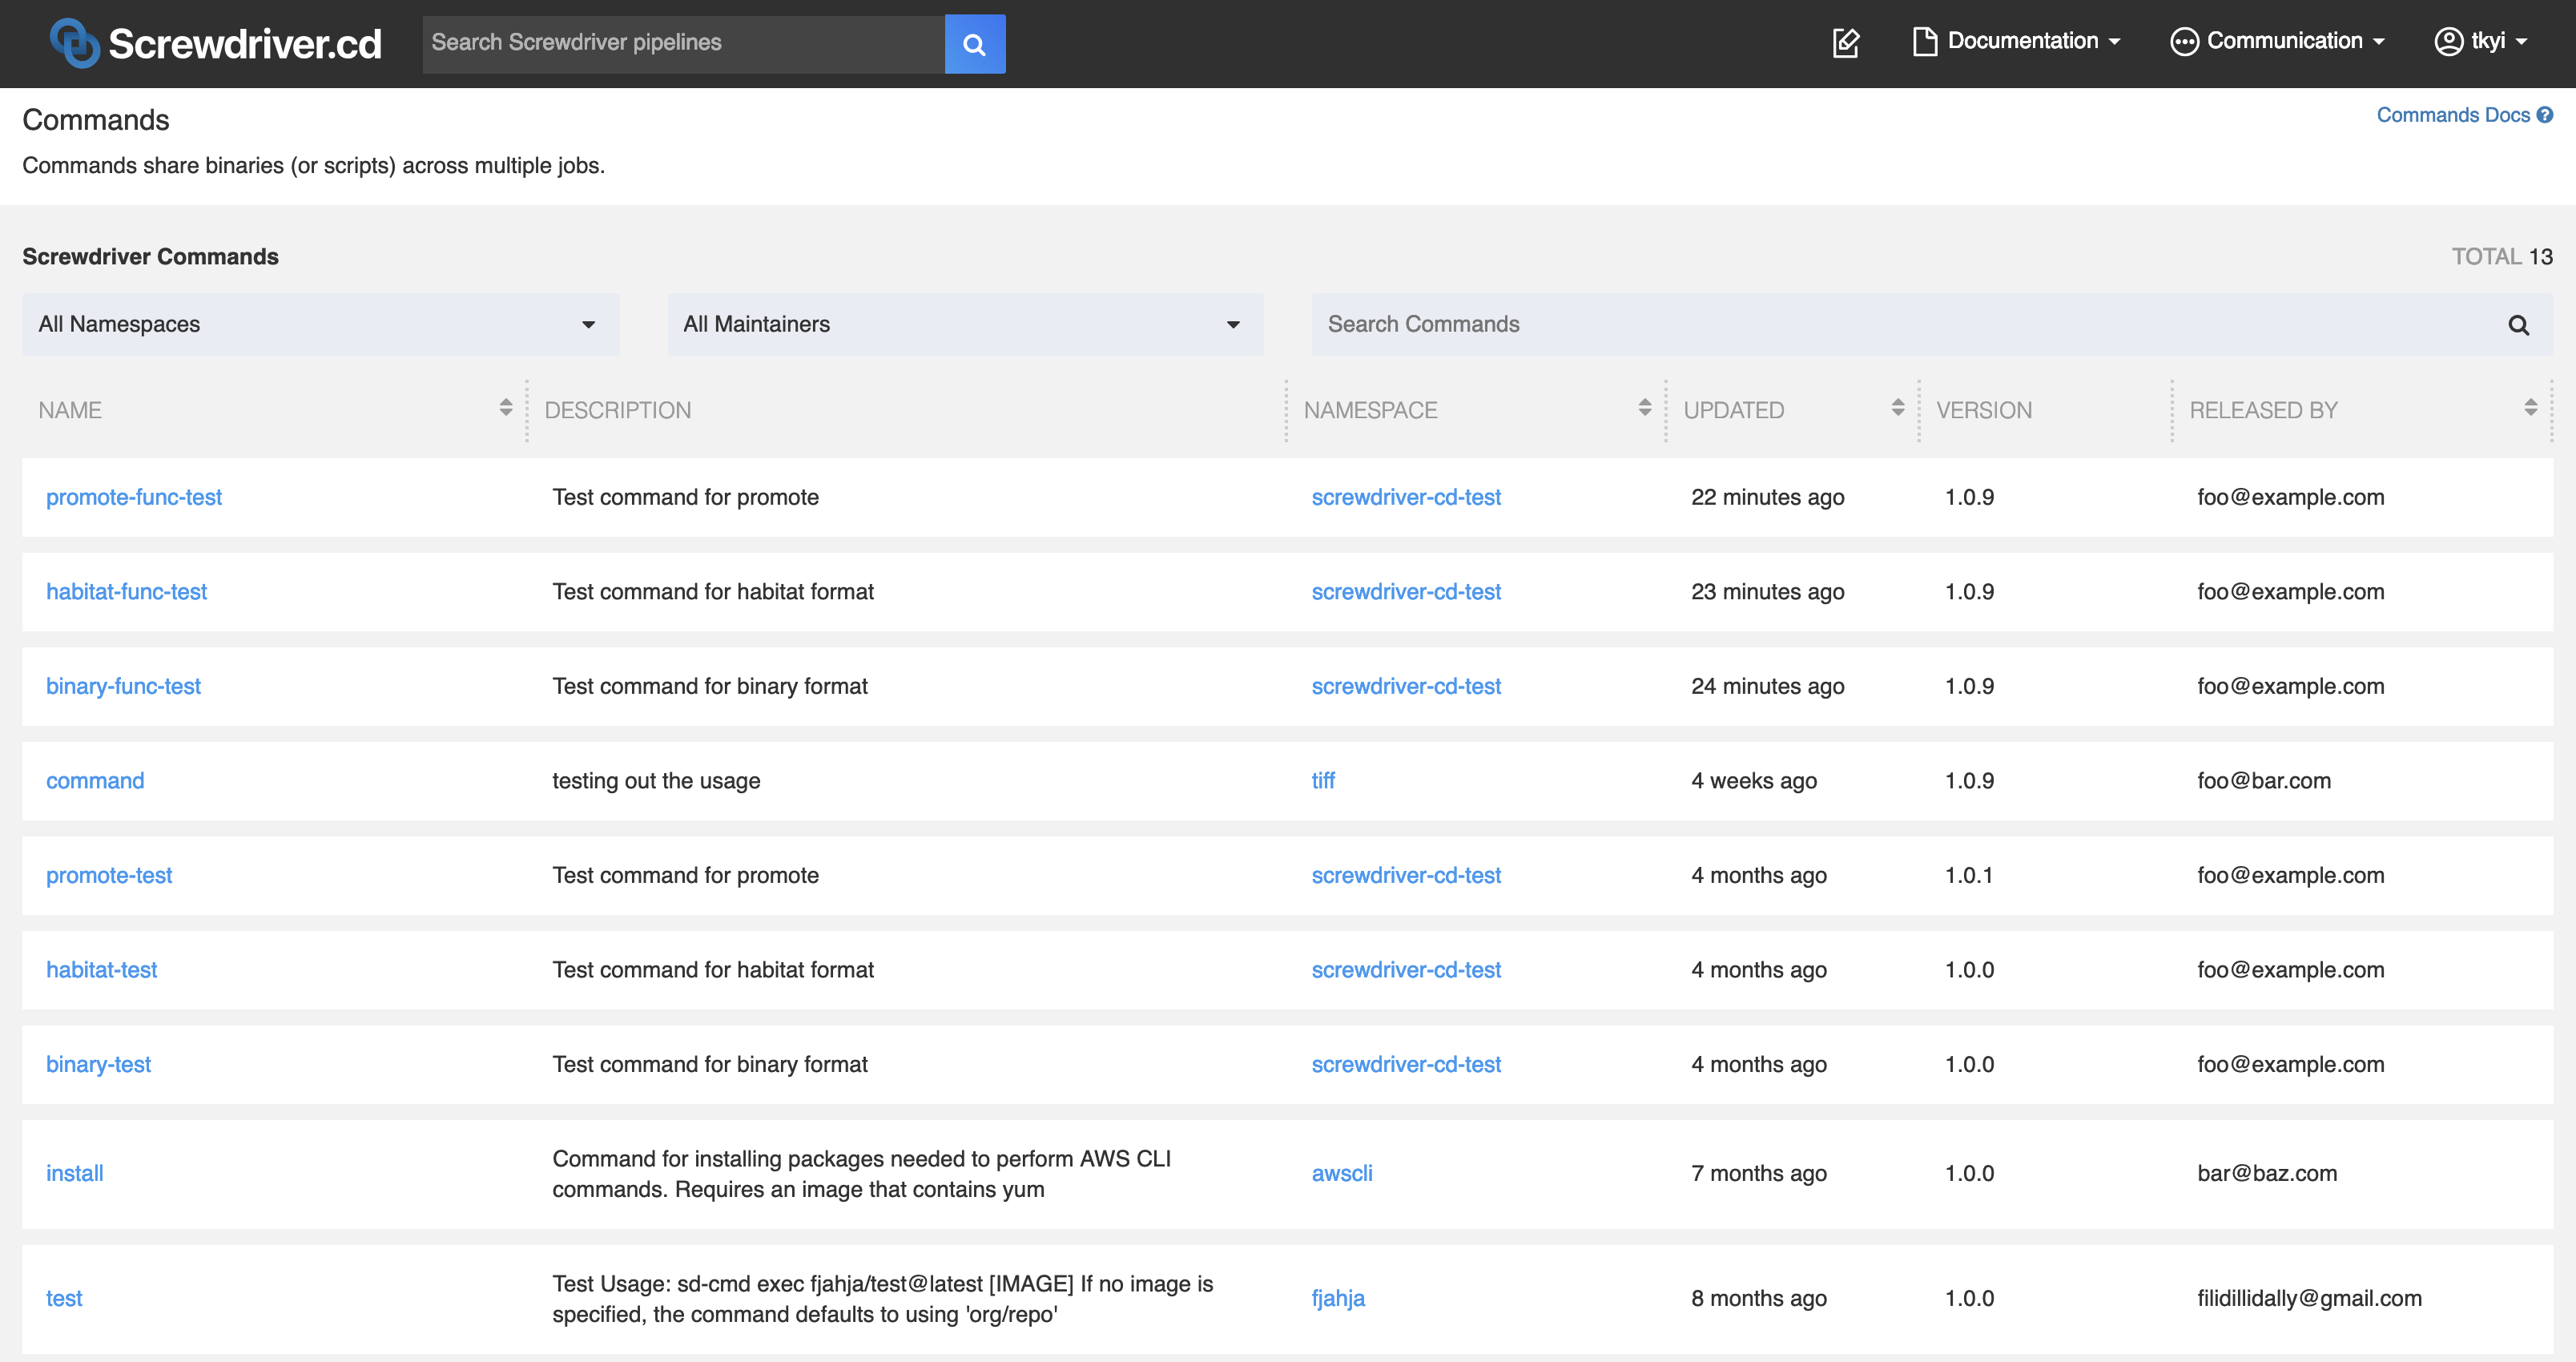 Screwdriver.cd Search Screwdriver pipelines Documentation Communication tkyi
Commands Commands Docs
Commands share binaries (or scripts) across multiple jobs.
Screwdriver Commands TOTAL 13
All Namespaces All Maintainers Search Commands
NAME DESCRIPTION NAMESPACE UPDATED VERSION RELEASED BY
promote-func-test Test command for promote screwdriver-cd-test 22 minutes ago 1.0.9 foo@example.com
habitat-func-test Test command for habitat format screwdriver-cd-test 23 minutes ago 1.0.9 foo@example.com
binary-func-test Test command for binary format screwdriver-cd-test 24 minutes ago 1.0.9 foo@example.com
command testing out the usage tiff 4 weeks ago 1.0.9 foo@bar.com
promote-test Test command for promote screwdriver-cd-test 4 months ago 1.0.1 foo@example.com
habitat-test Test command for habitat format screwdriver-cd-test 4 months ago 1.0.0 foo@example.com
binary-test Test command for binary format screwdriver-cd-test 4 months ago 1.0.0 foo@example.com
install Command for installing packages needed to perform AWS CLI
commands. Requires an image that contains yum awscli 7 months ago 1.0.0 bar@baz.com
test Test Usage: sd-cmd exec fjahja/test@latest [IMAGE] If no image is
specified, the command defaults to using 'org/repo' fjahja 8 months ago 1.0.0 filidillidally@gmail.com